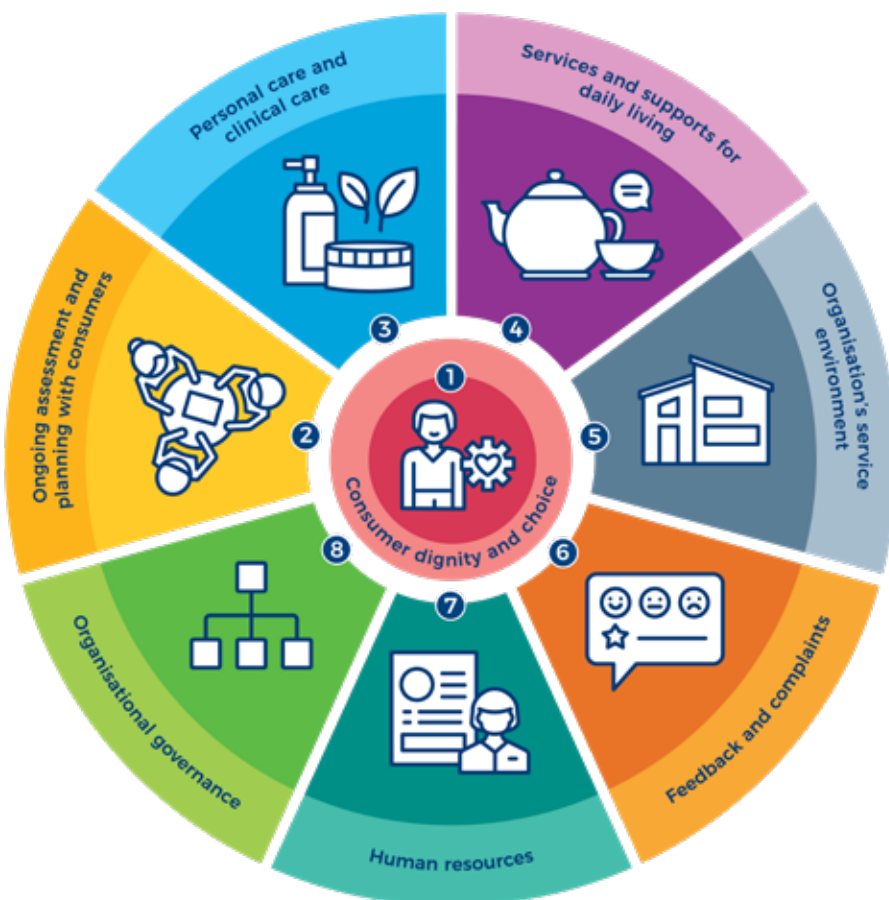 1
Consumer dignity and choice
2
Ongoing assessment and
planning with consumers
3
Personal care and
clinical care
4
Services and supports for
daily living
5
Organisation's service
environment
6
Feedback and complaints
7
Human resources
8
Organisational governance